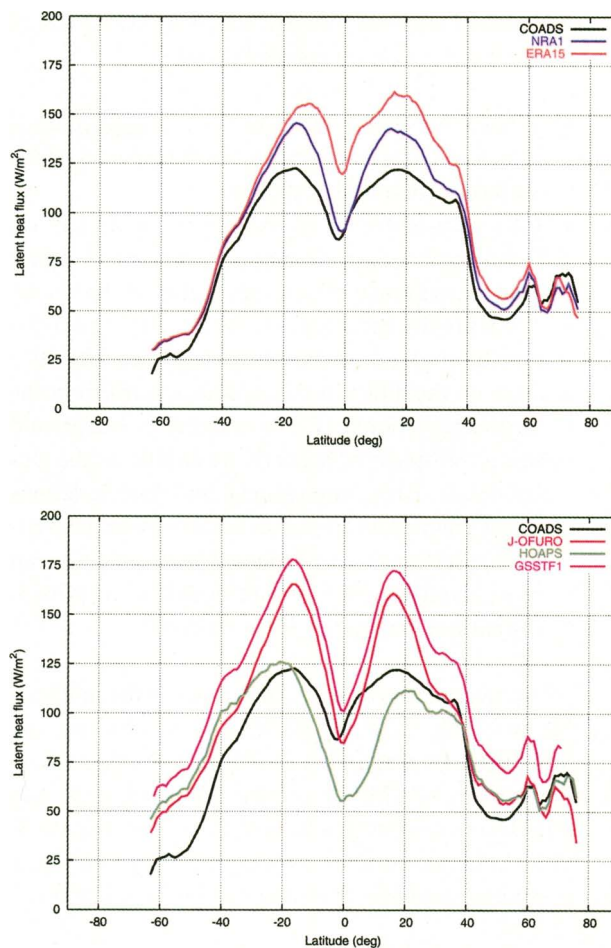 200
175
150
125
100
75
50
25
0
Latent heat flux (W/m²)
COADS
NRA1
ERA15
-80 -60 -40 -20 0 20 40 60 80
Latitude (deg)
200
175
150
125
100
75
50
25
0
Latent heat flux (W/m²)
COADS
J-OFURO
HOAPS
GSSTF1
-80 -60 -40 -20 0 20 40 60 80
Latitude (deg)